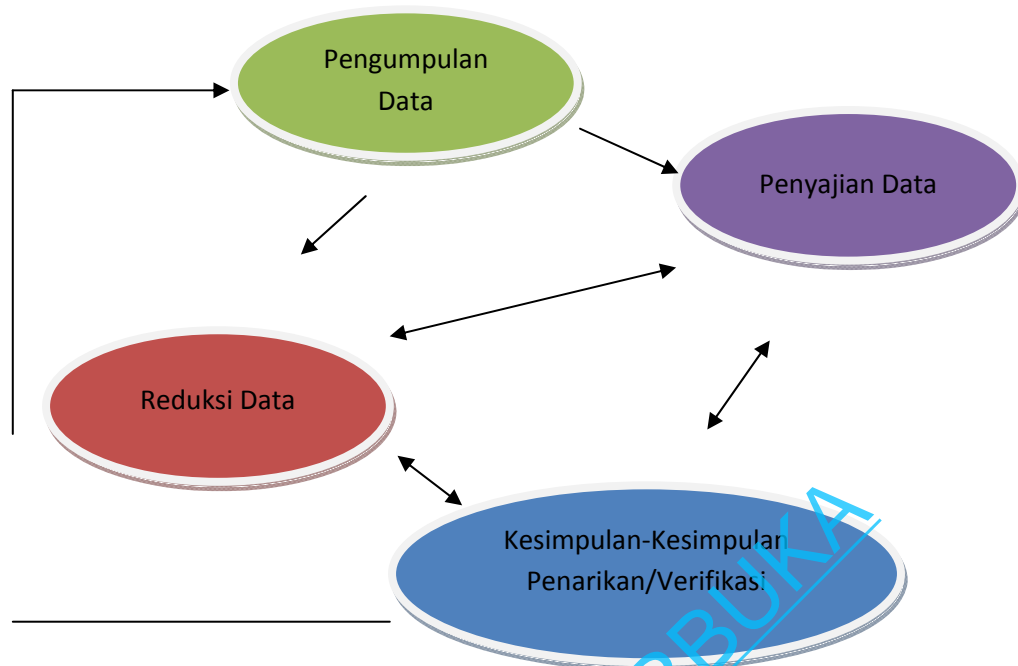 Pengumpulan
Data
Penyajian Data
Reduksi Data
Kesimpulan-Kesimpulan
Penarikan/Verifikasi